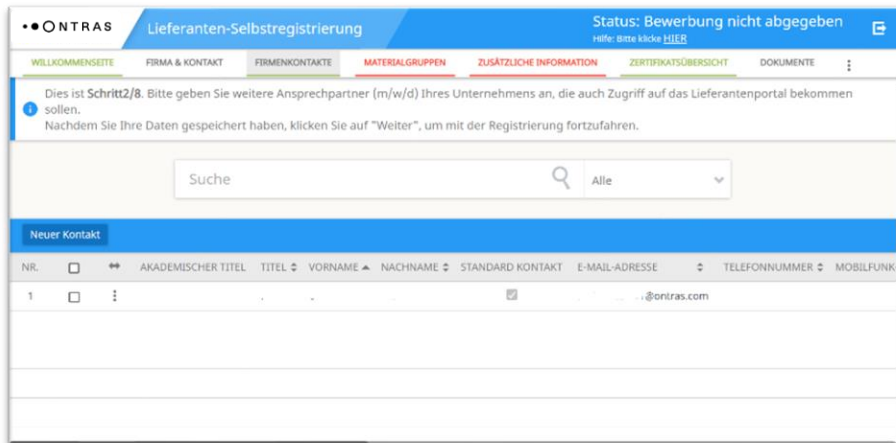 ONTRAS
Lieferanten-Selbstregistrierung
Status: Bewerbung nicht abgegeben
Hilfe: Bitte klicke HIER
WILLKOMMENSEITE FIRMA & KONTAKT FIRMENKONTAKTE MATERIALGRUPPEN ZUSÄTZLICHE INFORMATION ZERTIFIKATSÜBERSICHT DOKUMENTE
Dies ist Schritt2/8. Bitte geben Sie weitere Ansprechpartner (m/w/d) Ihres Unternehmens an, die auch Zugriff auf das Lieferantenportal bekommen
sollen.
Nachdem Sie Ihre Daten gespeichert haben, klicken Sie auf "Weiter", um mit der Registrierung fortzufahren.
Suche Alle
Neuer Kontakt
NR. AKADEMISCHER TITEL TITEL VORNAME NACHNAME STANDARD KONTAKT E-MAIL-ADRESSE TELEFONNUMMER MOBILFUNK
1 @ontras.com